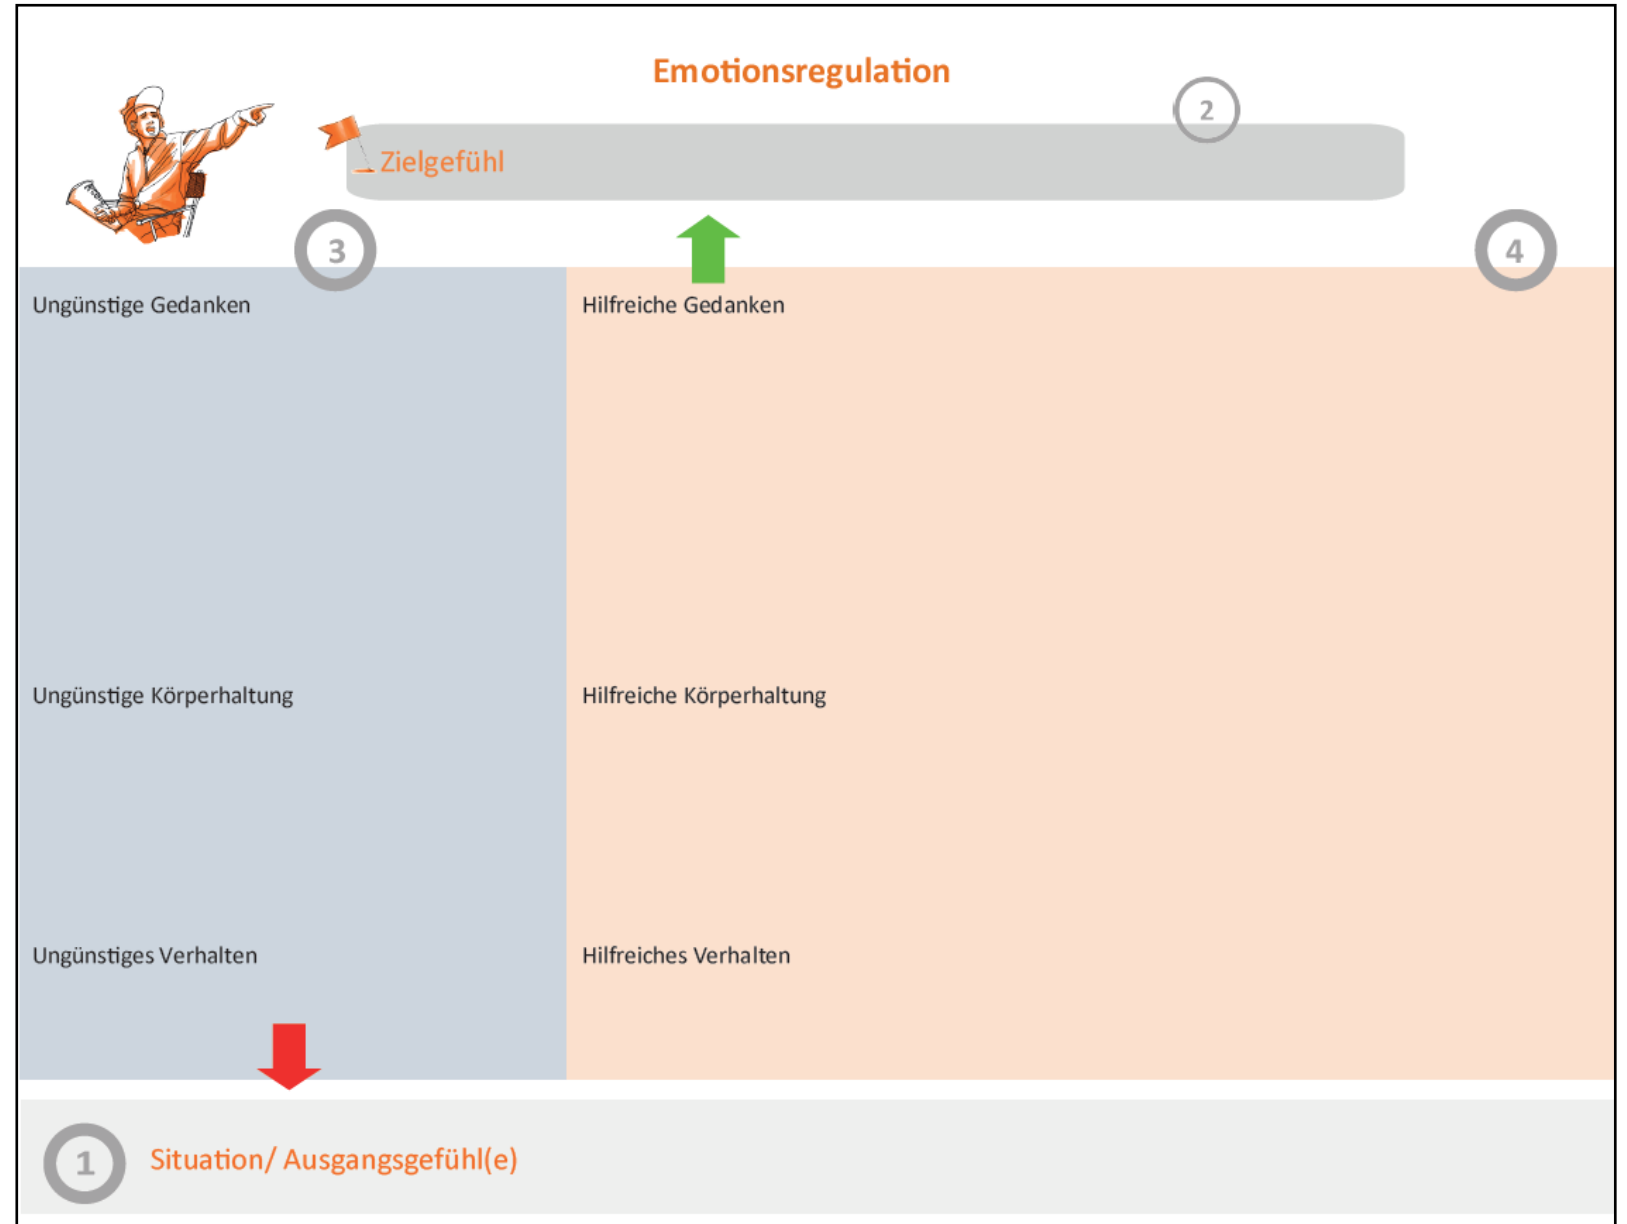 Emotionsregulation
2
Zielgefühl
3
4
Ungünstige Gedanken
Hilfreiche Gedanken
Ungünstige Körperhaltung
Hilfreiche Körperhaltung
Ungünstiges Verhalten
Hilfreiches Verhalten
1
Situation/ Ausgangsgefühl(e)